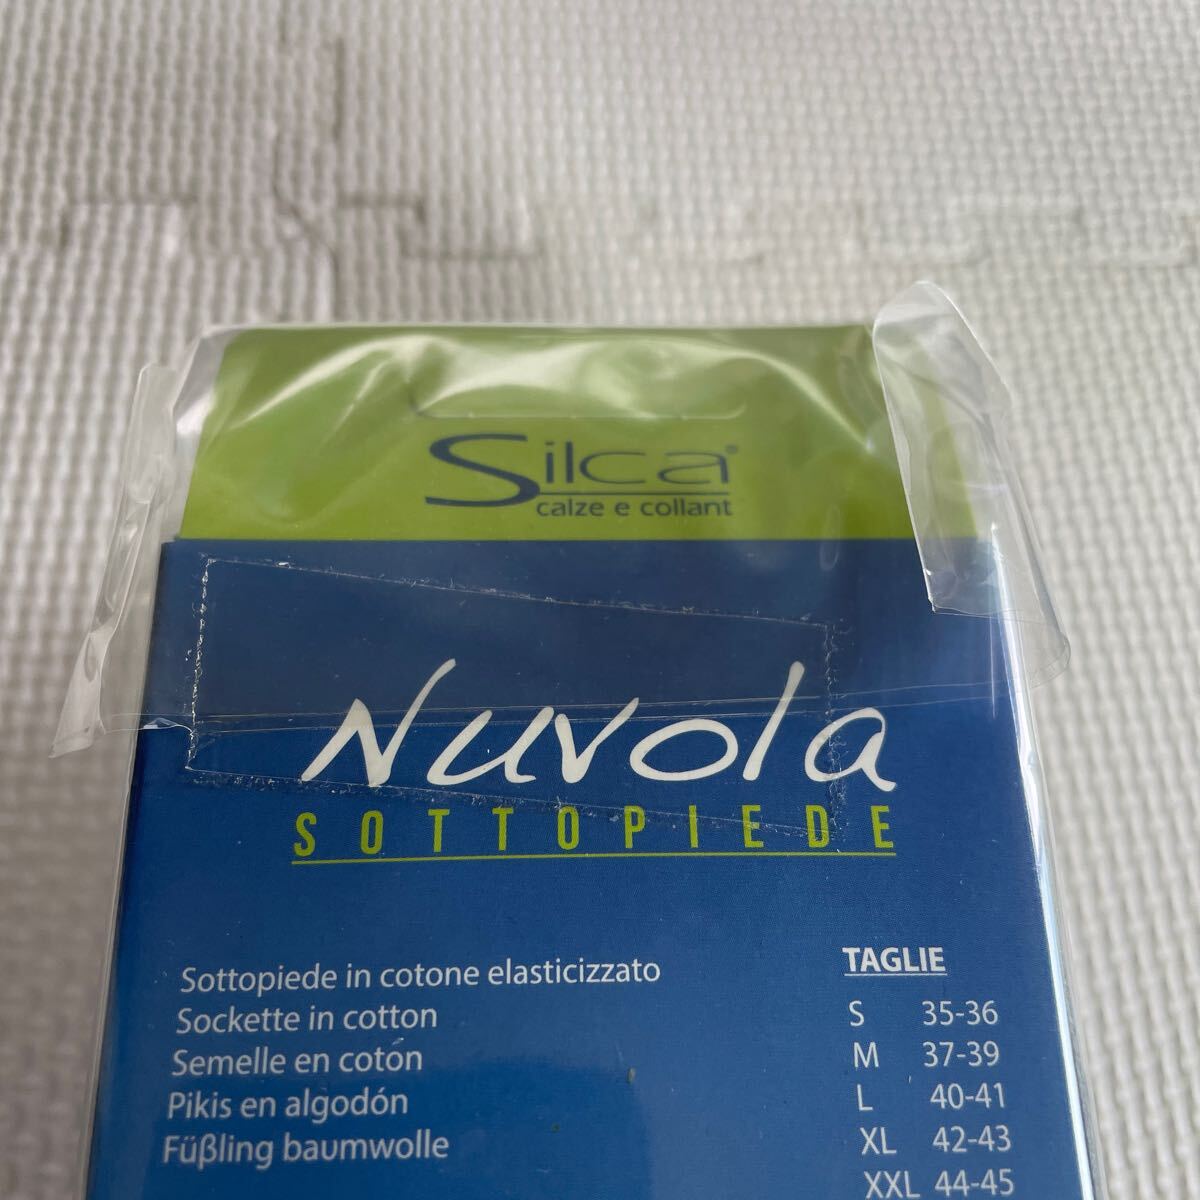 Silca®
calze e collant
Nuvola
SOTTOPIEDE
Sottopiede in cotone elasticizzato
Sockette in cotton
Semelle en coton
Pikis en algodón
Füβling baumwolle
TAGLIE
S 35-36
M 37-39
L 40-41
XL 42-43
XXL 44-45